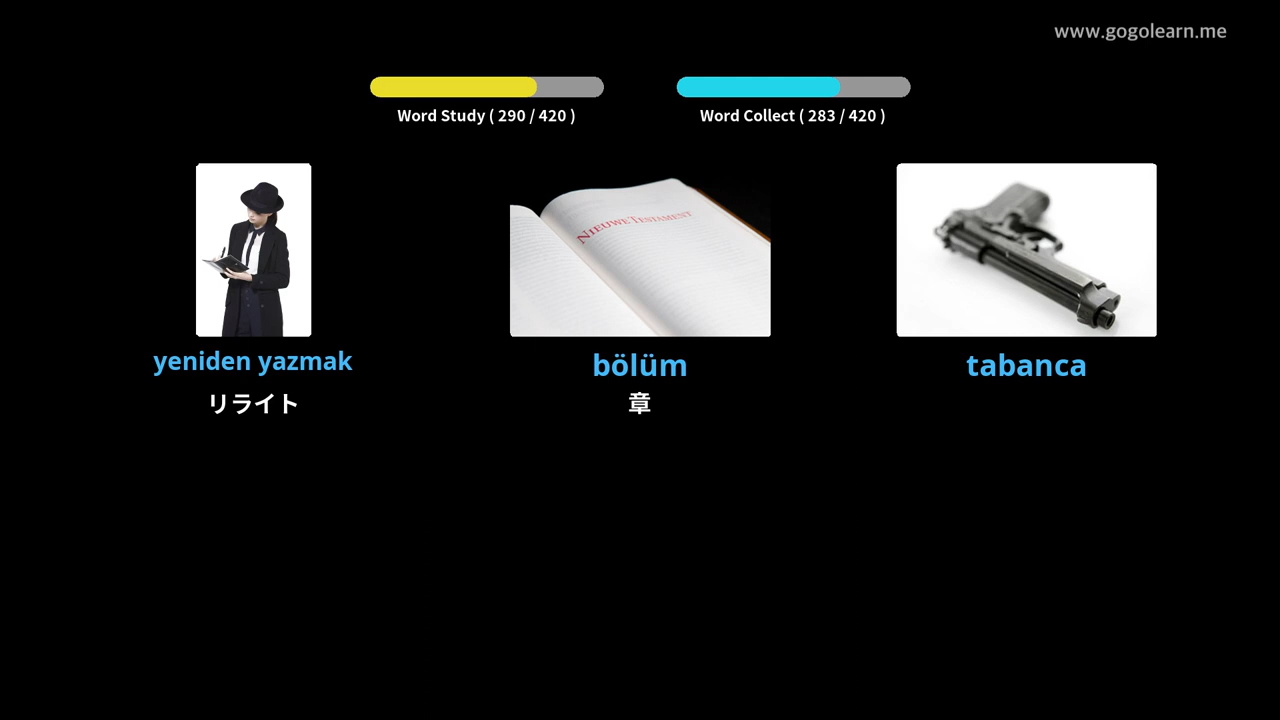 www.gogolearn.me
Word Study ( 290 / 420 )
Word Collect ( 283 / 420 )
NIEUWE TESTAMENT
yeniden yazmak
bölüm
tabanca
リライト
章